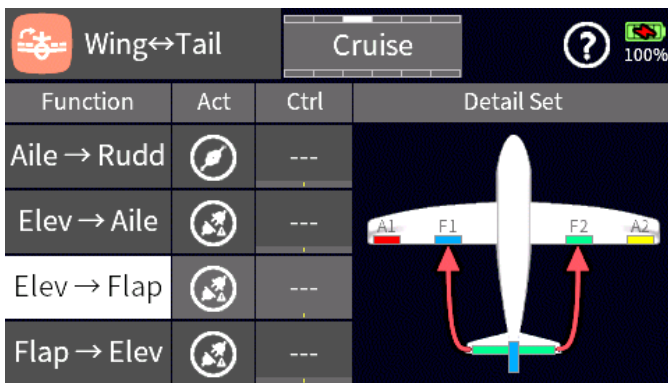 Wing↔Tail
Cruise
?
100%
Function Act Ctrl Detail Set
Aile → Rudd ---
Elev → Aile ---
Elev → Flap ---
Flap → Elev ---
A1 F1 F2 A2